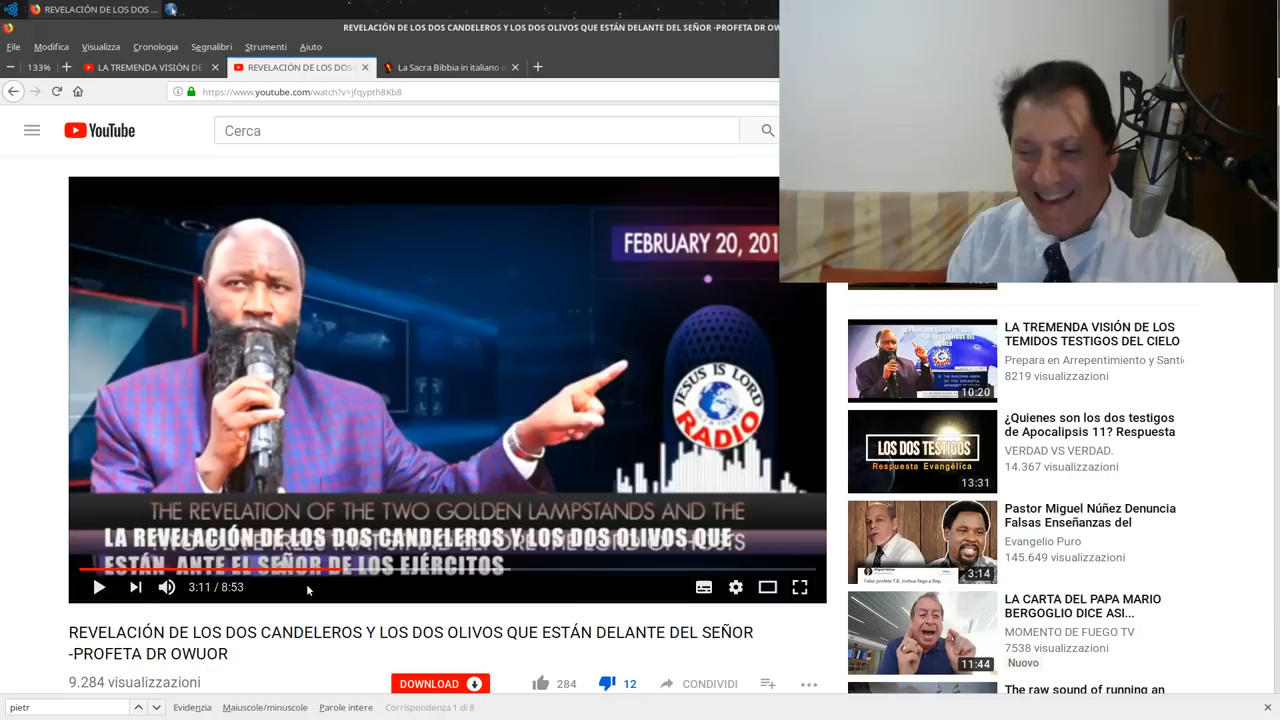 REVELACIÓN DE LOS DOS ...
REVELACIÓN DE LOS DOS CANDELEROS Y LOS DOS OLIVOS QUE ESTÁN DELANTE DEL SEÑOR -PROFETA DR OW
File Modifica Visualizza Cronologia Segnalibri Strumenti Aiuto
133% LA TREMENDA VISIÓN DE REVELACIÓN DE LOS DOS La Sacra Bibbia in italiano e
https://www.youtube.com/watch?v=jfqypth8Kb8
YouTube
Cerca
FEBRUARY 20, 201
IS LORD
RADIO
THE REVELATION OF THE TWO GOLDEN LAMPSTANDS AND THE
LA REVELACIÓN DE LOS DOS CANDELEROS Y LOS DOS OLIVOS QUE
ESTÁN ANTE EL SEÑOR DE LOS EJÉRCITOS
3:11 / 8:53
REVELACIÓN DE LOS DOS CANDELEROS Y LOS DOS OLIVOS QUE ESTÁN DELANTE DEL SEÑOR
-PROFETA DR OWUOR
9.284 visualizzazioni
DOWNLOAD
284
12
CONDIVIDI
LA TREMENDA VISIÓN DE LOS
TEMIDOS TESTIGOS DEL CIELO
Prepara en Arrepentimiento y Santi
8219 visualizzazioni
10:20
¿Quienes son los dos testigos
de Apocalipsis 11? Respuesta
VERDAD VS VERDAD.
14.367 visualizzazioni
LOS DOS TESTIGOS
Respuesta Evangélica
13:31
Pastor Miguel Núñez Denuncia
Falsas Enseñanzas del
Evangelio Puro
145.649 visualizzazioni
3:14
LA CARTA DEL PAPA MARIO
BERGOGLIO DICE ASI...
MOMENTO DE FUEGO TV
7538 visualizzazioni
Nuovo
11:44
The raw sound of running an
pietr
Evidenzia Maiuscole/minuscole Parole intere Corrispondenza 1 di 8